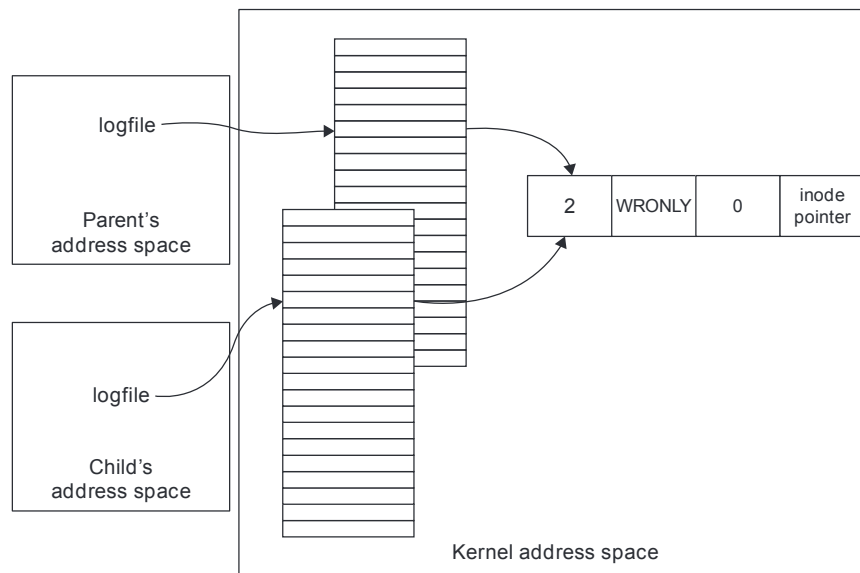 logfile
Parent’s
address space
2
WRONLY
0
inode
pointer
logfile
Child’s
address space
Kernel address space